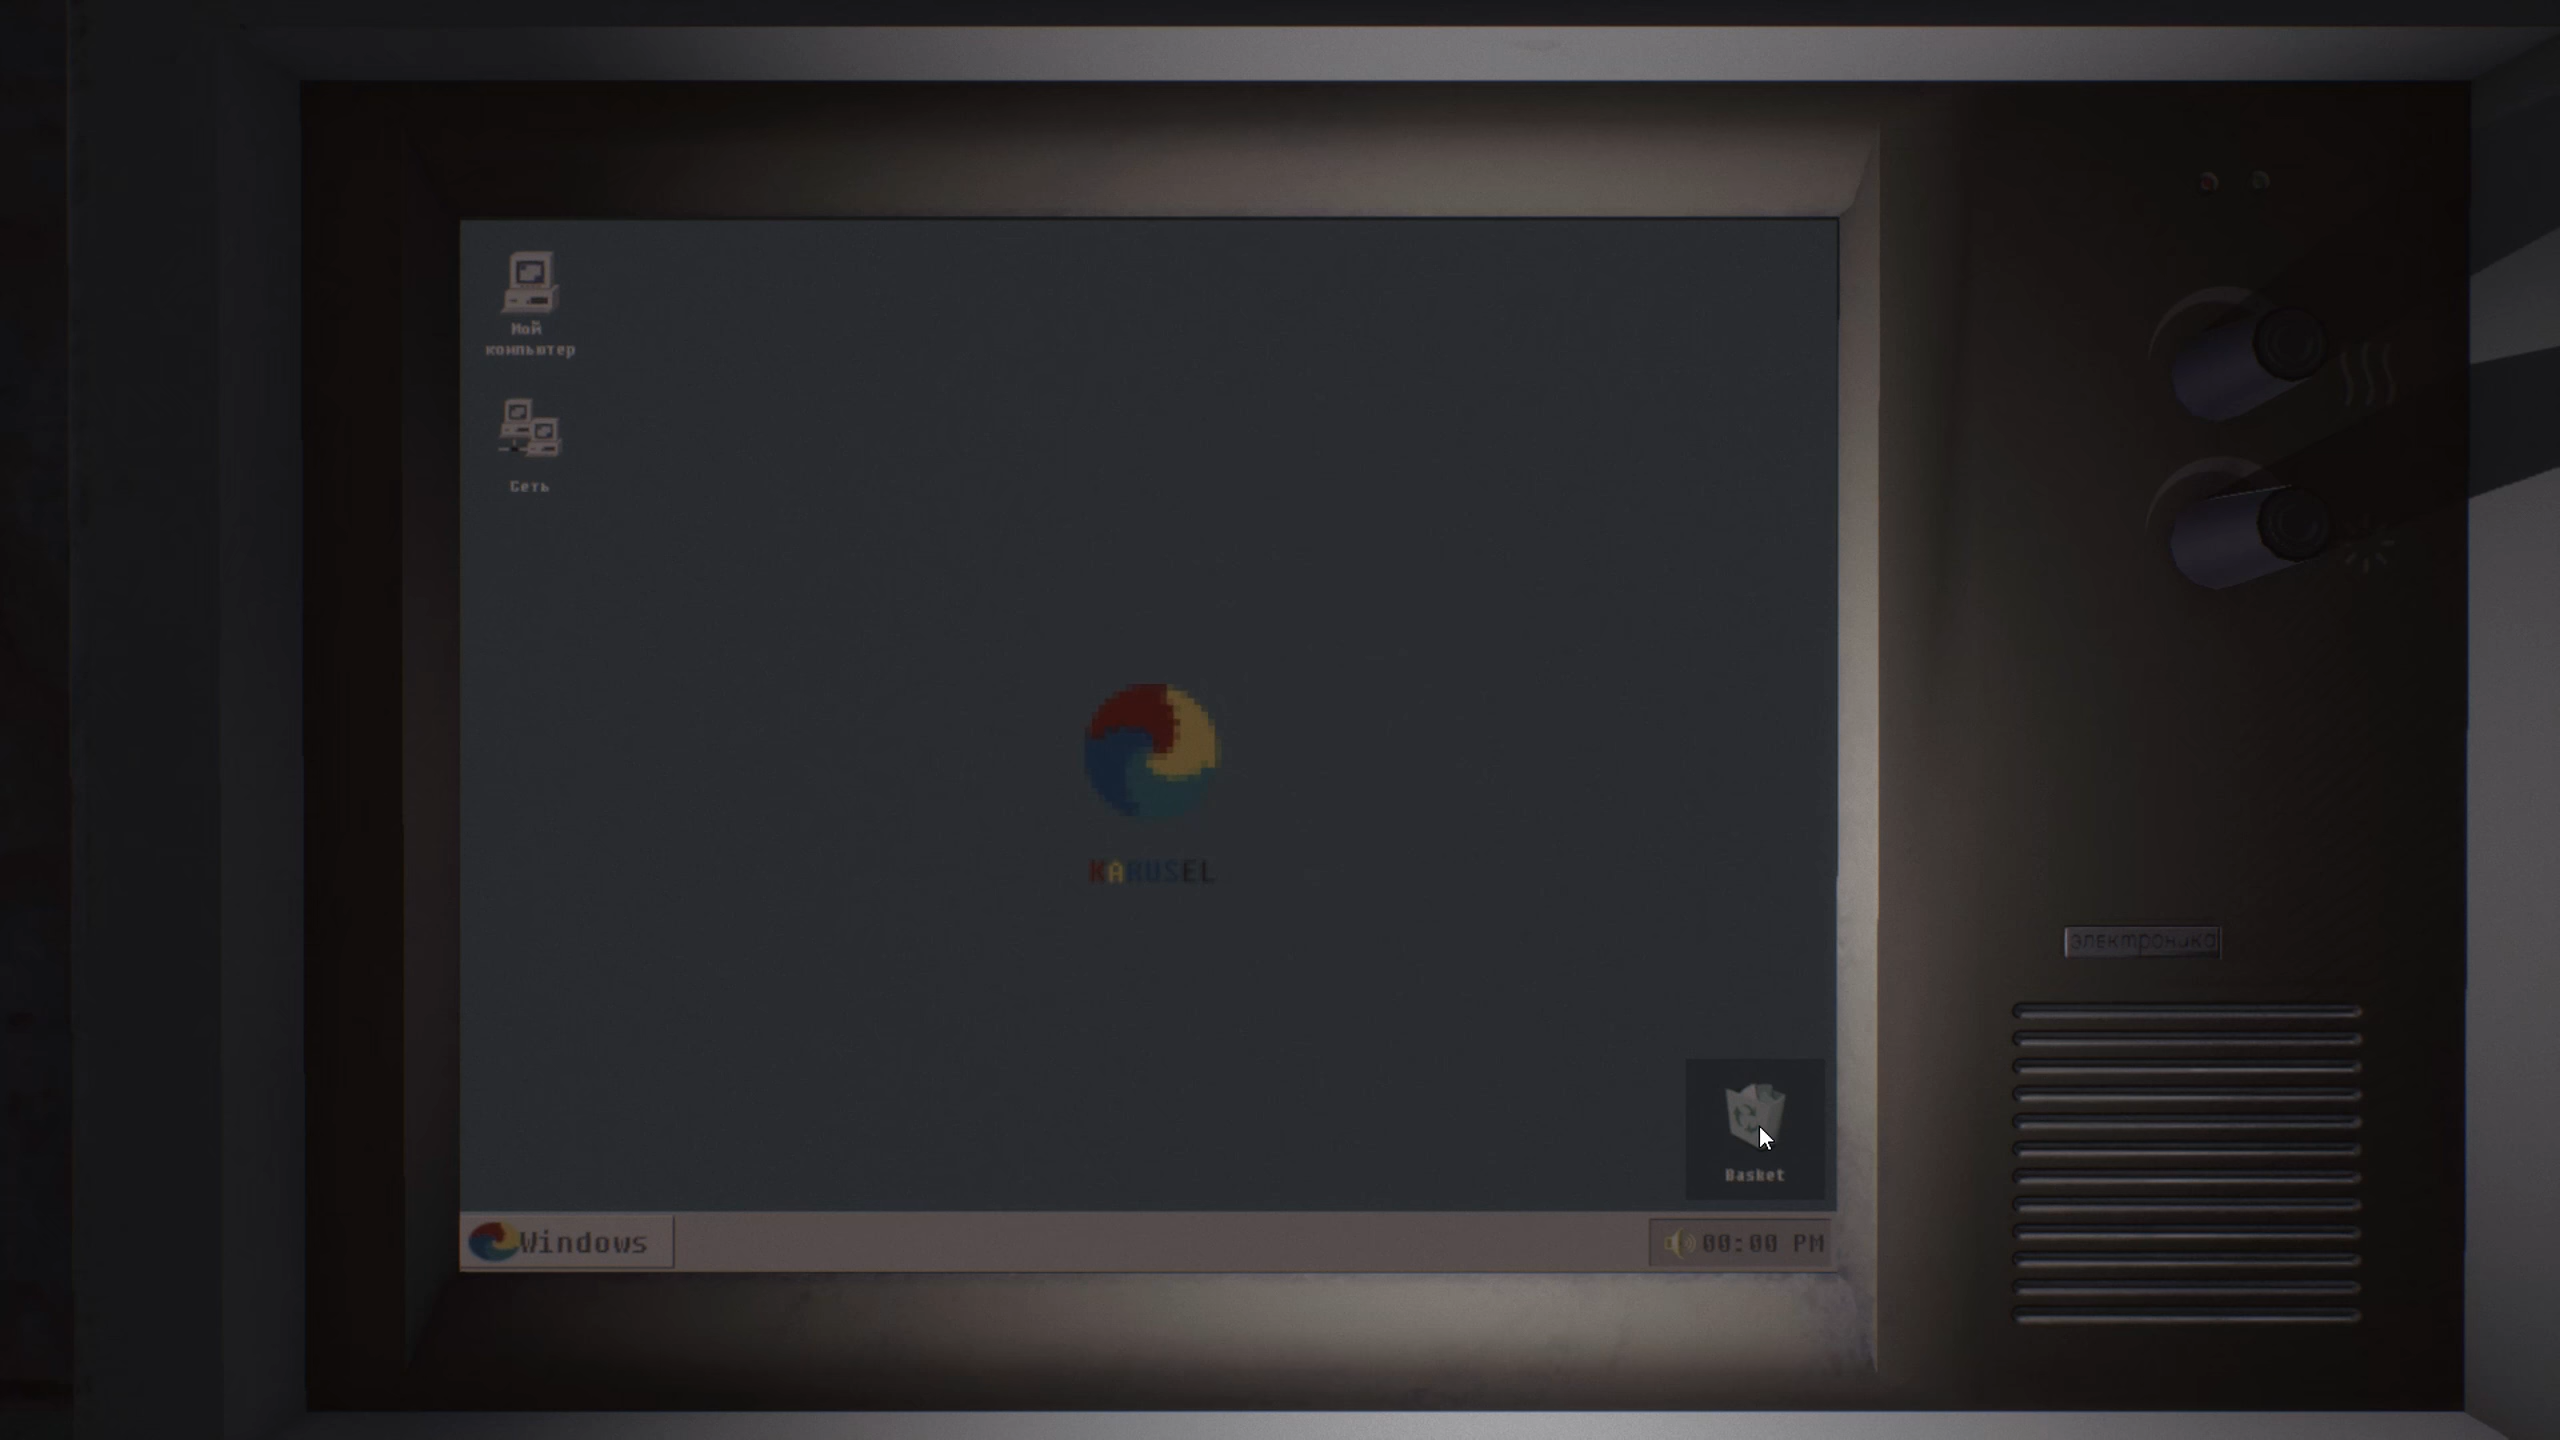 Мой
компьютер
Сеть
KARUSEL
Basket
Windows
00:00 PM
электроника